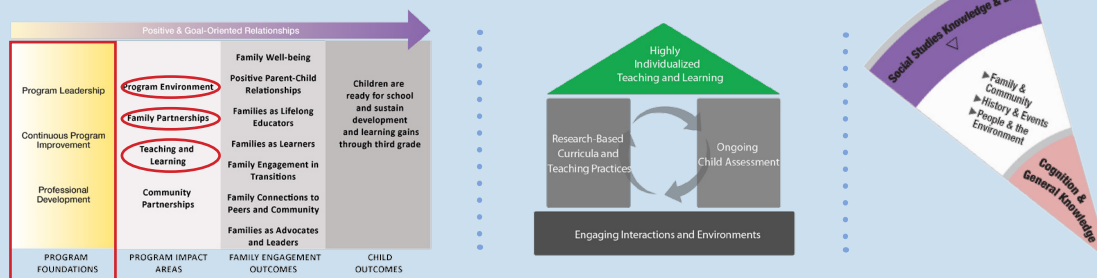 Positive & Goal-Oriented Relationships
Program Leadership
Continuous Program
Improvement
Professional
Development
PROGRAM
FOUNDATIONS
Program Environment
Family Partnerships
Teaching and
Learning
Community
Partnerships
PROGRAM IMPACT
AREAS
Family Well-being
Positive Parent-Child
Relationships
Families as Lifelong
Educators
Families as Learners
Family Engagement in
Transitions
Family Connections to
Peers and Community
Families as Advocates
and Leaders
FAMILY ENGAGEMENT
OUTCOMES
Children are
ready for school
and sustain
development
and learning gains
through third grade
CHILD
OUTCOMES
Highly
Individualized
Teaching and Learning
Research-Based
Curricula and
Teaching Practices
Ongoing
Child Assessment
Engaging Interactions and Environments
Social Studies Knowledge &
▶Family &
Community
▶History & Events
▶People & the
Environment
Cognition &
General Knowledge